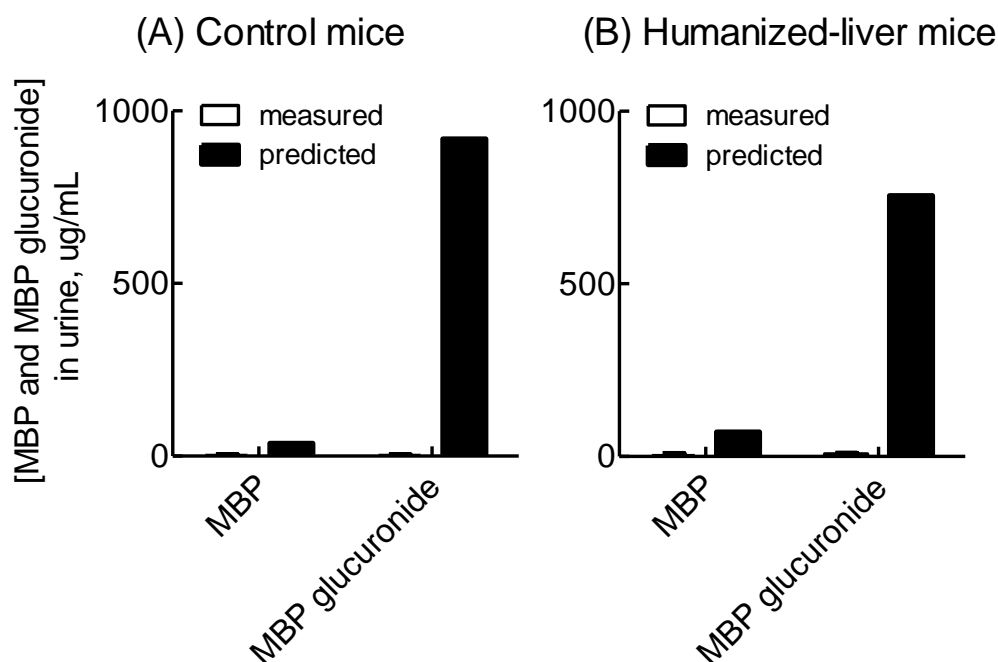 (A) Control mice
(B) Humanized-liver mice
[MBP and MBP glucuronide]
in urine, ug/mL
1000
500
0
measured
predicted
MBP
MBP glucuronide
1000
500
0
measured
predicted
MBP
MBP glucuronide